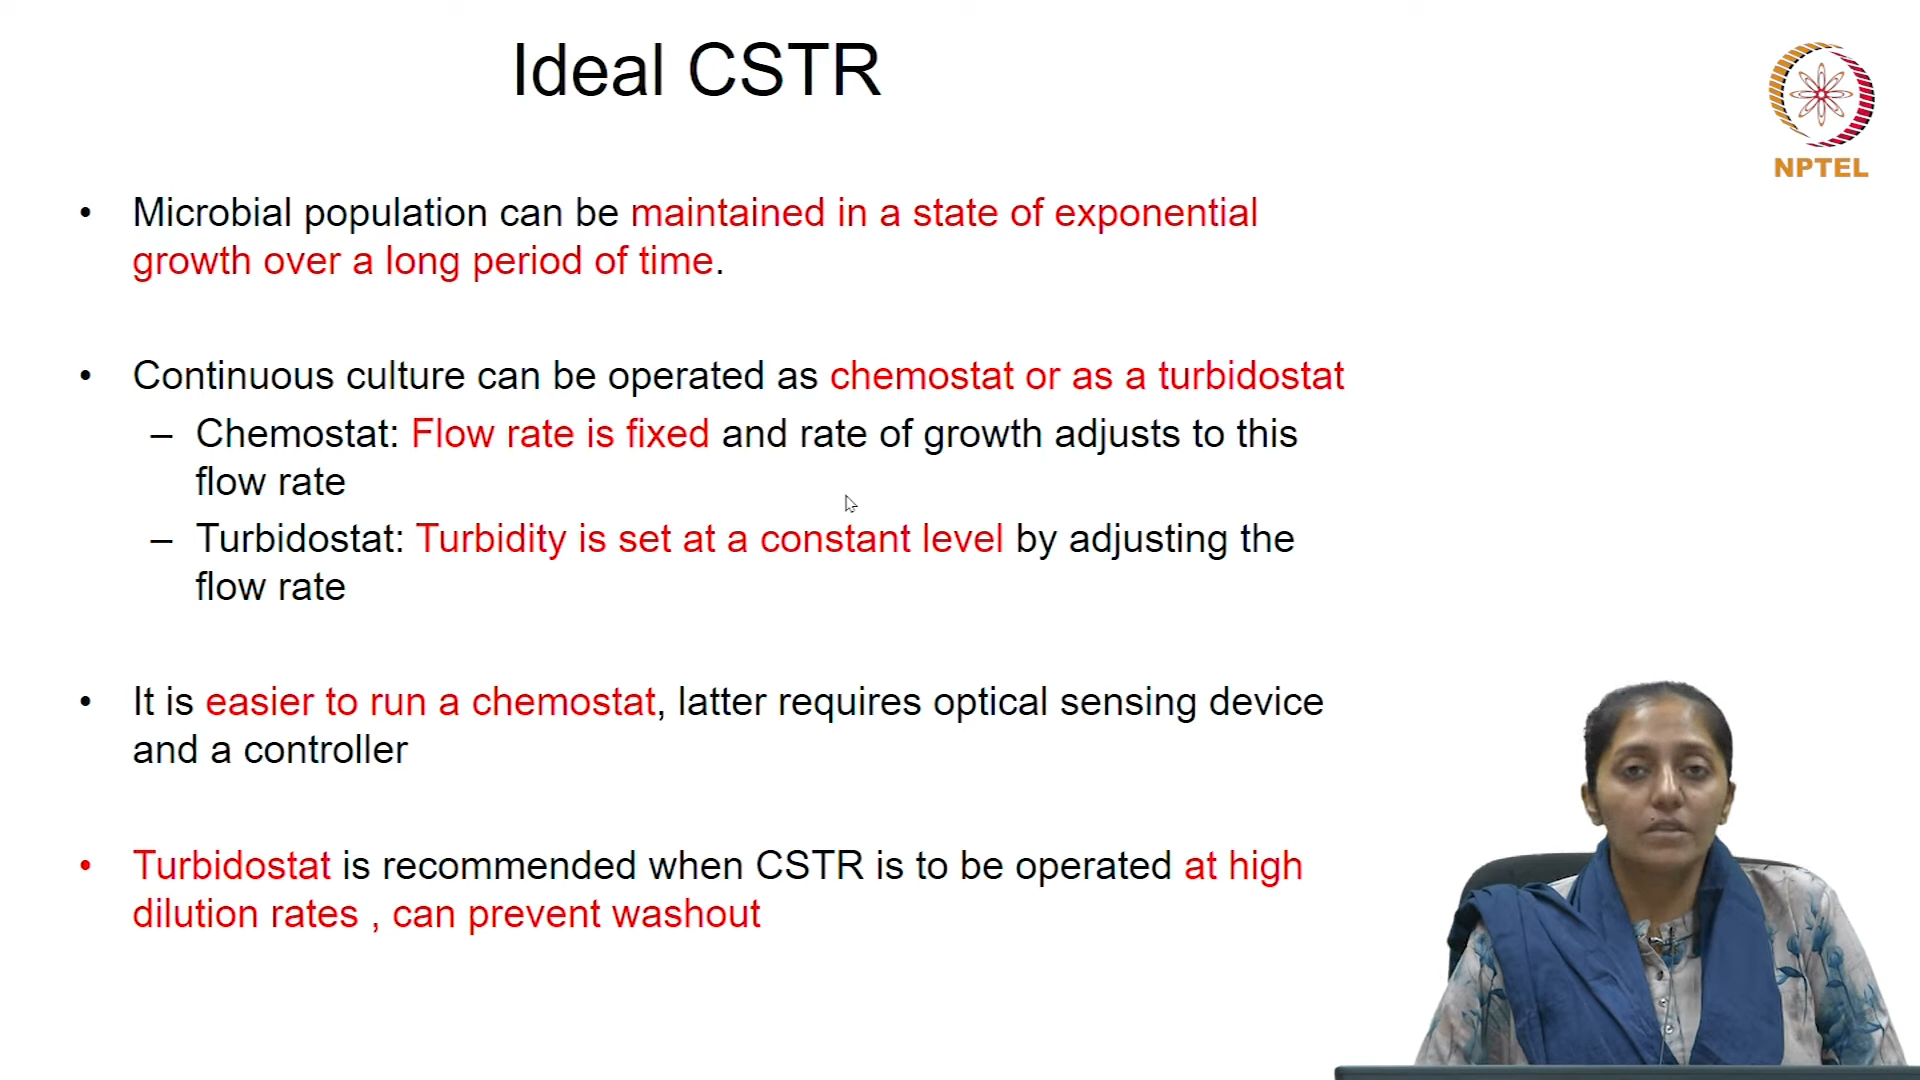 Ideal CSTR
NPTEL
• Microbial population can be maintained in a state of exponential
growth over a long period of time.
• Continuous culture can be operated as chemostat or as a turbidostat
– Chemostat: Flow rate is fixed and rate of growth adjusts to this
flow rate
– Turbidostat: Turbidity is set at a constant level by adjusting the
flow rate
• It is easier to run a chemostat, latter requires optical sensing device
and a controller
• Turbidostat is recommended when CSTR is to be operated at high
dilution rates , can prevent washout